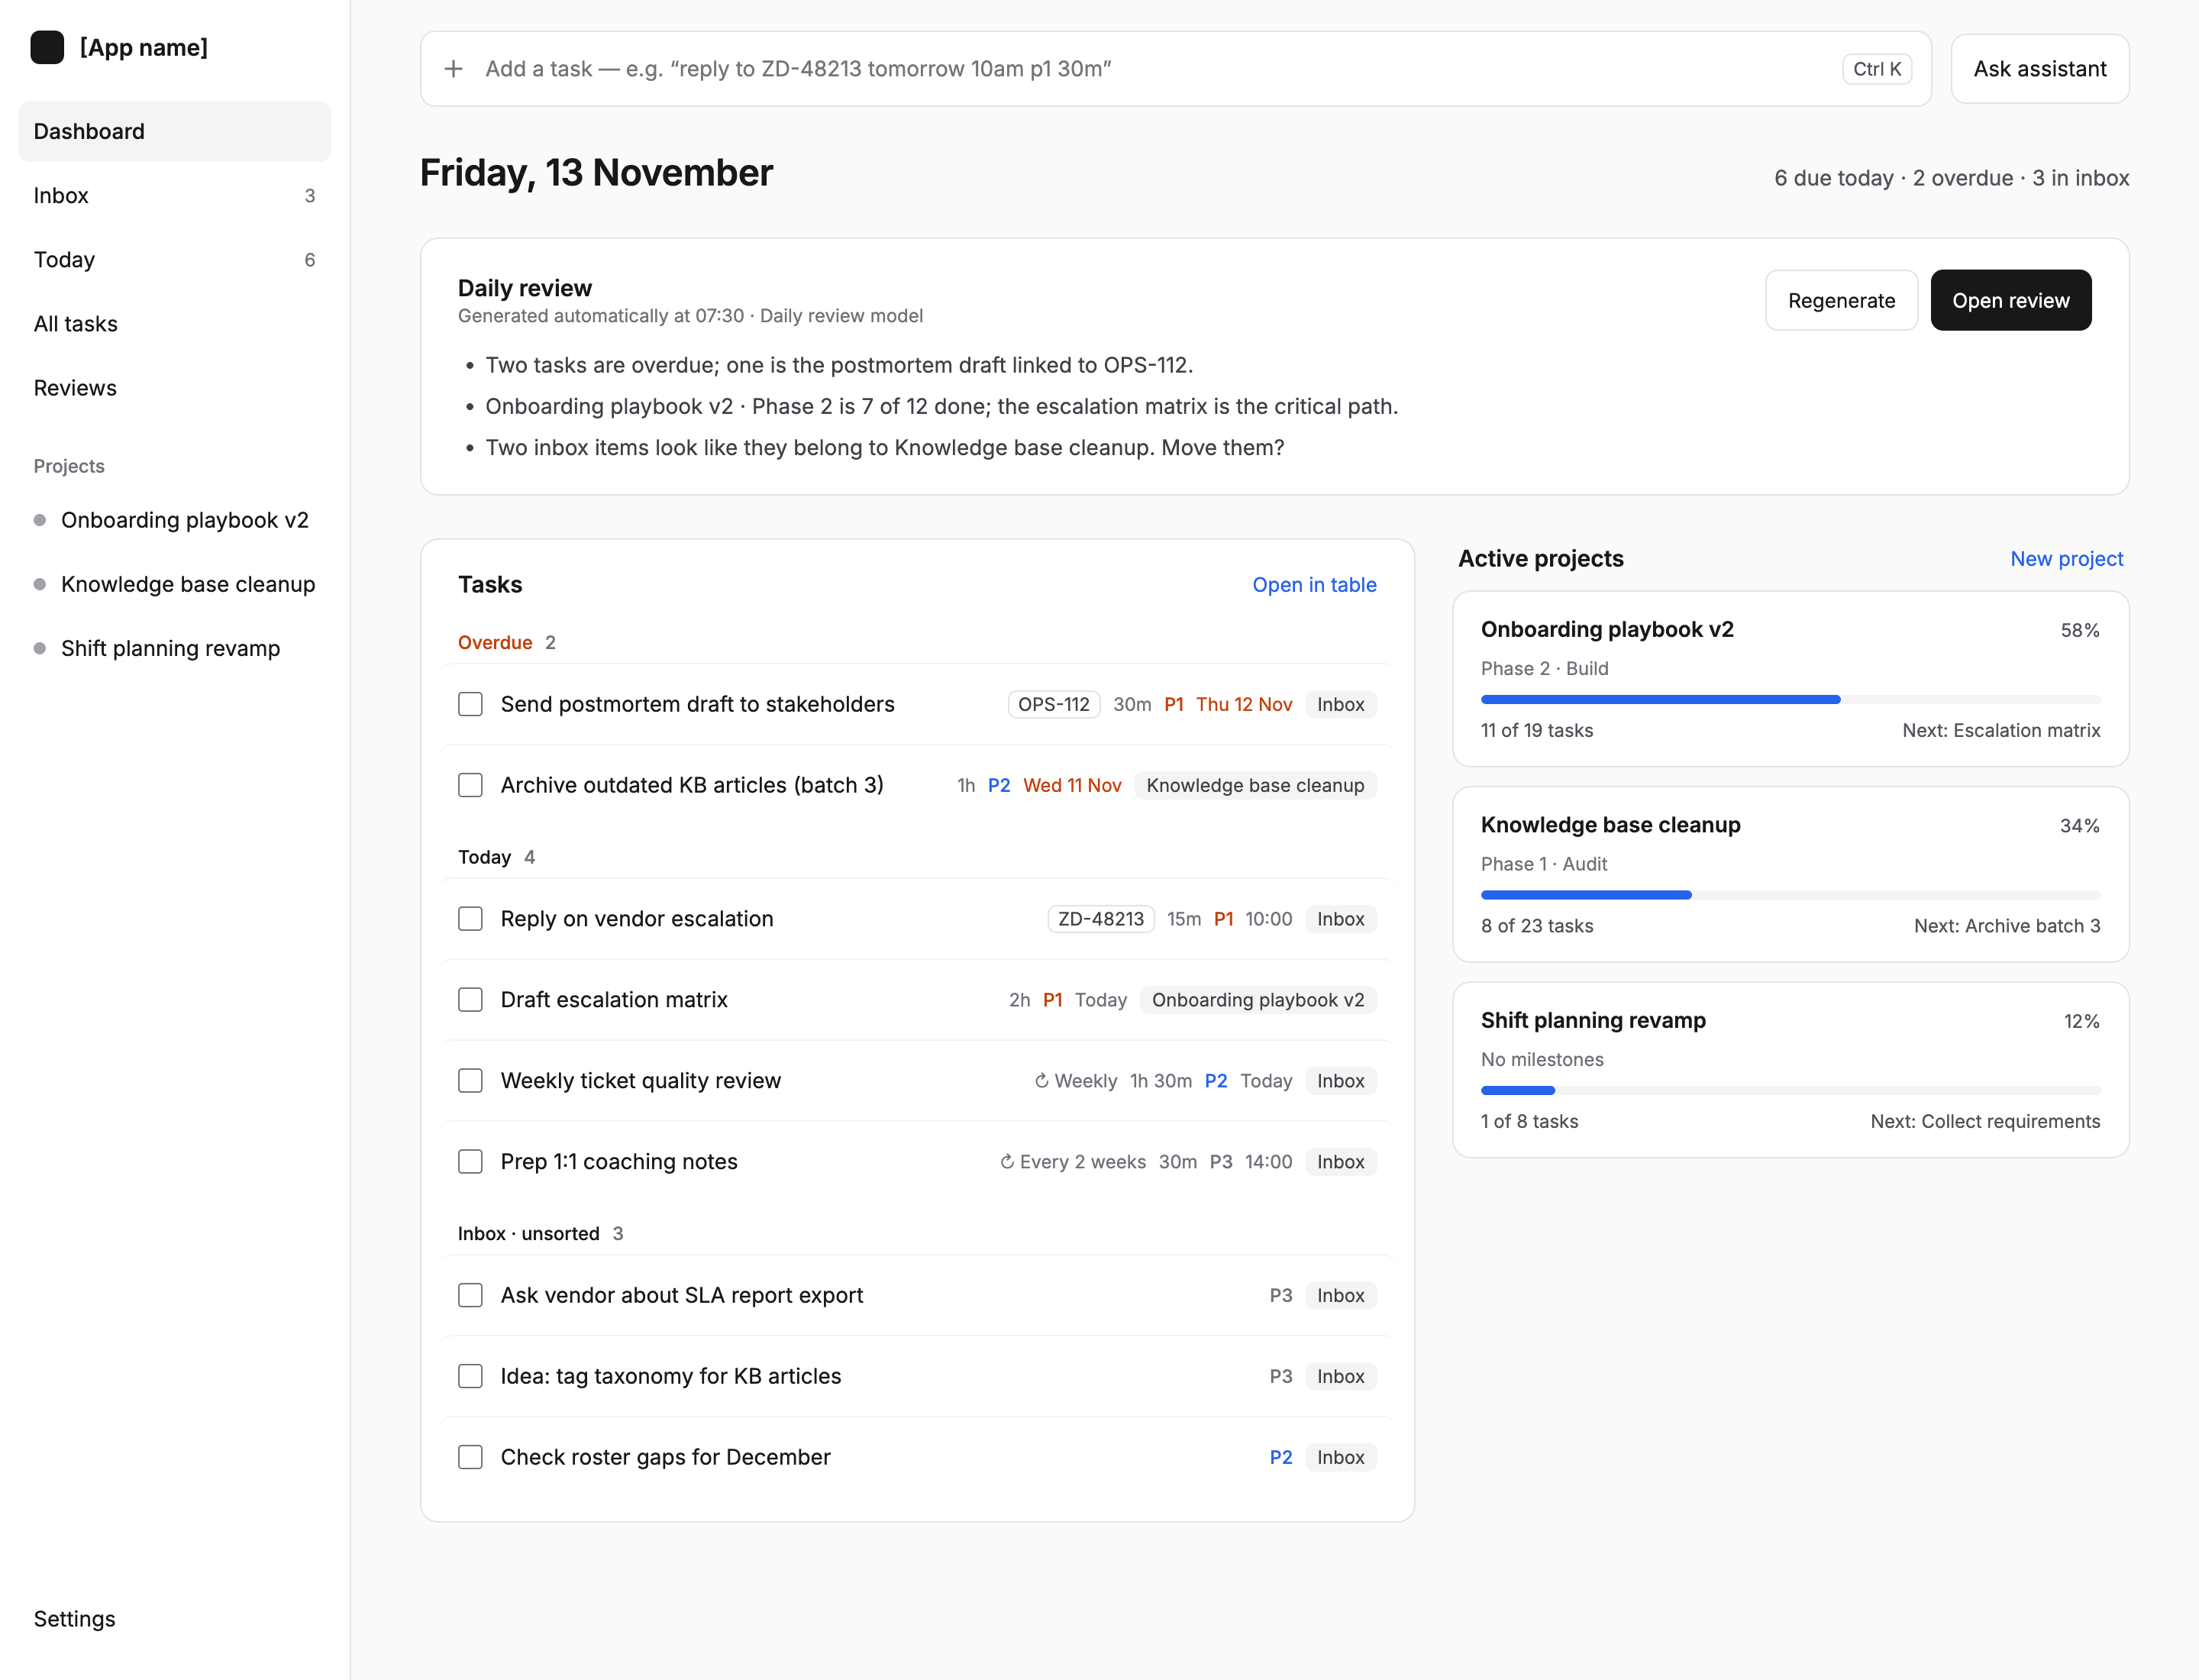 [App name]
Dashboard
Inbox 3
Today 6
All tasks
Reviews
Projects
Onboarding playbook v2
Knowledge base cleanup
Shift planning revamp
Settings
Add a task — e.g. “reply to ZD-48213 tomorrow 10am p1 30m” Ctrl K
Ask assistant
Friday, 13 November
6 due today · 2 overdue · 3 in inbox
Daily review
Generated automatically at 07:30 · Daily review model
Regenerate
Open review
• Two tasks are overdue; one is the postmortem draft linked to OPS-112.
• Onboarding playbook v2 · Phase 2 is 7 of 12 done; the escalation matrix is the critical path.
• Two inbox items look like they belong to Knowledge base cleanup. Move them?
Tasks
Open in table
Overdue 2
Send postmortem draft to stakeholders OPS-112 30m P1 Thu 12 Nov Inbox
Archive outdated KB articles (batch 3) 1h P2 Wed 11 Nov Knowledge base cleanup
Today 4
Reply on vendor escalation ZD-48213 15m P1 10:00 Inbox
Draft escalation matrix 2h P1 Today Onboarding playbook v2
Weekly ticket quality review ↻ Weekly 1h 30m P2 Today Inbox
Prep 1:1 coaching notes ↻ Every 2 weeks 30m P3 14:00 Inbox
Inbox · unsorted 3
Ask vendor about SLA report export P3 Inbox
Idea: tag taxonomy for KB articles P3 Inbox
Check roster gaps for December P2 Inbox
Active projects
New project
Onboarding playbook v2 58%
Phase 2 · Build
11 of 19 tasks Next: Escalation matrix
Knowledge base cleanup 34%
Phase 1 · Audit
8 of 23 tasks Next: Archive batch 3
Shift planning revamp 12%
No milestones
1 of 8 tasks Next: Collect requirements